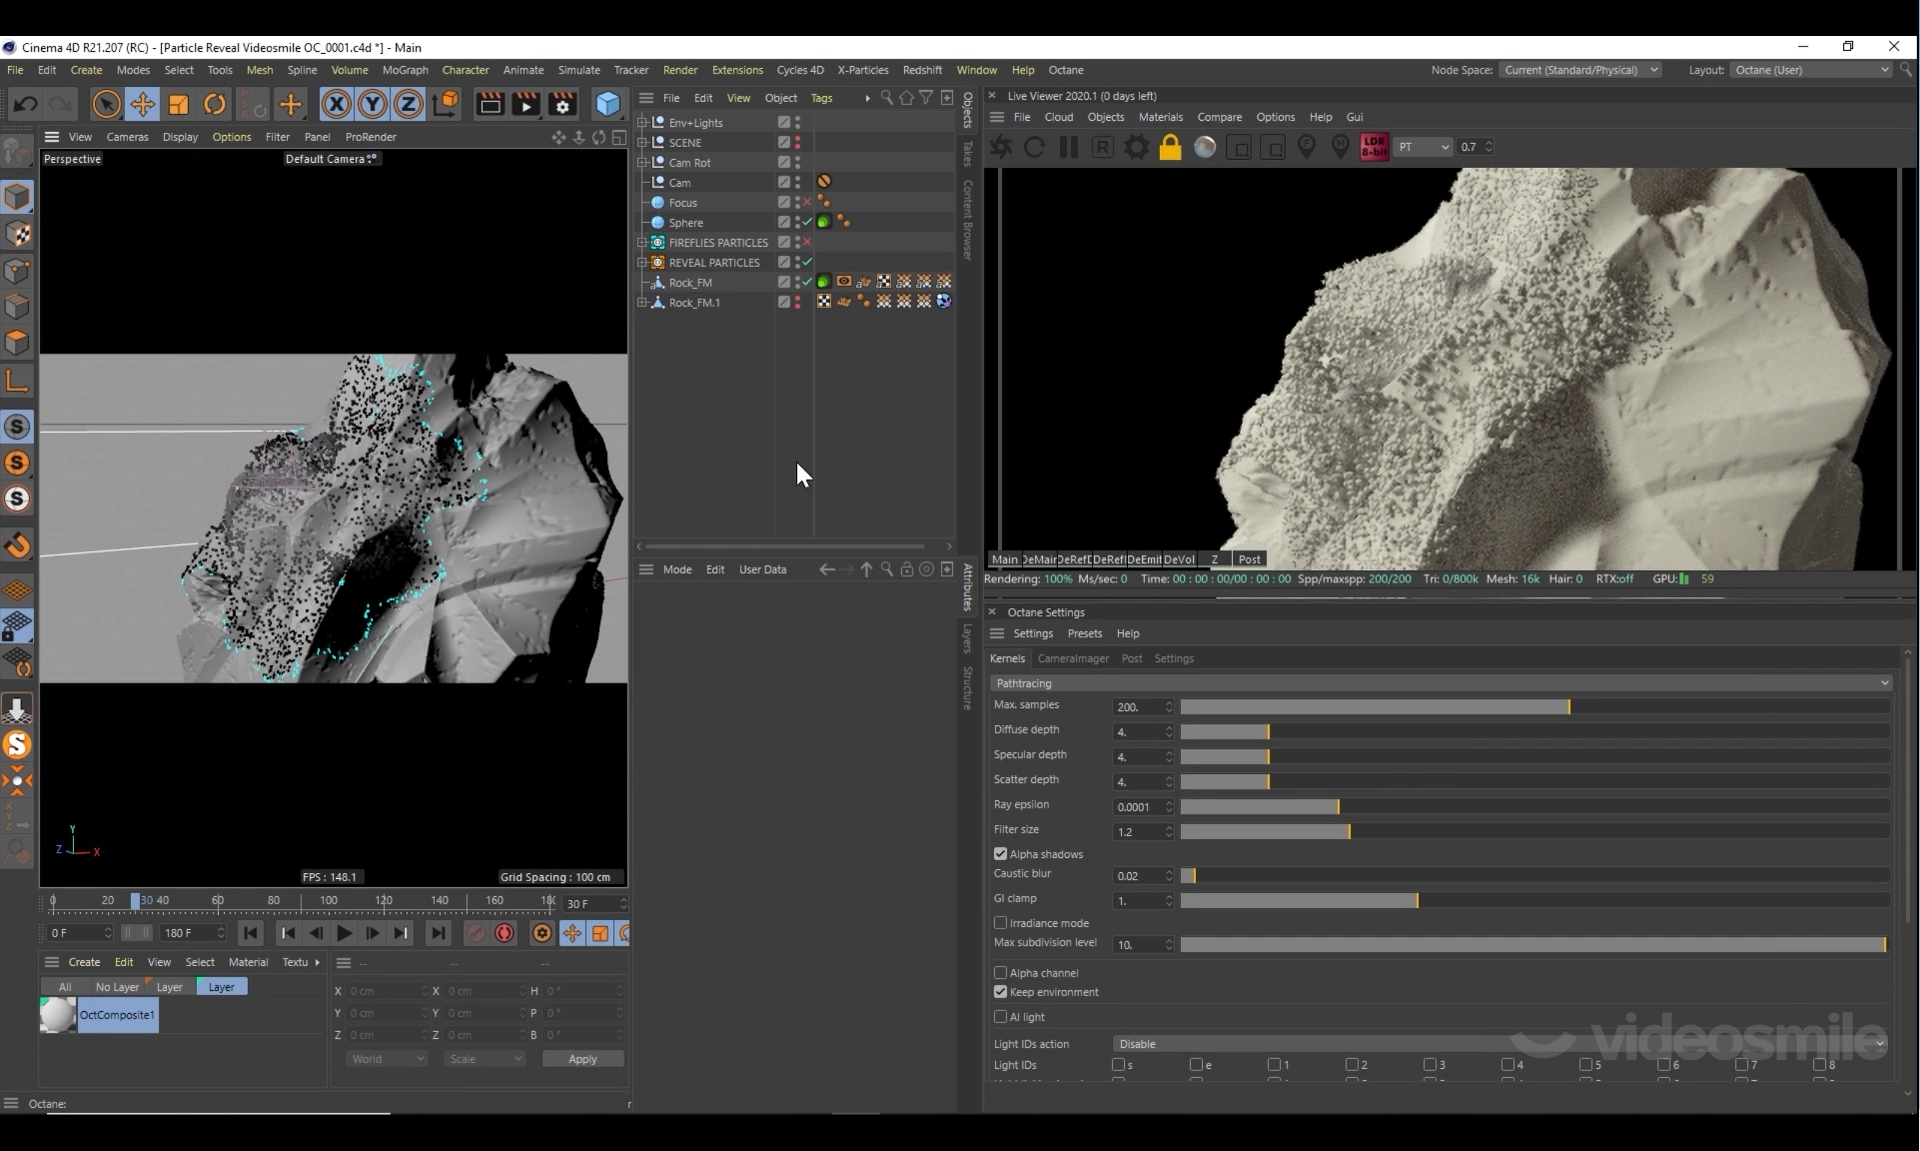 Cinema 4D R21.207 (RC) - [Particle Reveal Videosmile OC_0001.c4d *] - Main
File Edit Create Modes Select Tools Mesh Spline Volume MoGraph Character Animate Simulate Tracker Render Extensions Cycles 4D X-Particles Redshift Window Help Octane
Node Space: Current (Standard/Physical) Layout: Octane (User)
X Y Z
File Edit View Object Tags
Objects
Takes
Content Browser
View Cameras Display Options Filter Panel ProRender
Perspective
Default Camera
Env+Lights
SCENE
Cam Rot
Cam
Focus
Sphere
FIREFLIES PARTICLES
REVEAL PARTICLES
Rock_FM
Rock_FM.1
Live Viewer 2020.1 (0 days left)
File Cloud Objects Materials Compare Options Help Gui
R
LDR 8-bit
PT
0.7
Main DeMain DeRefD DeRefl DeEmit DeVol Z Post
Rendering: 100% Ms/sec: 0 Time: 00 : 00 : 00/00 : 00 : 00 Spp/maxspp: 200/200 Tri: 0/800k Mesh: 16k Hair: 0 RTX:off GPU: 59
Mode Edit User Data
Attributes
Layers
Structure
Octane Settings
Settings Presets Help
Kernels CameraImager Post Settings
Pathtracing
Max. samples 200.
Diffuse depth 4.
Specular depth 4.
Scatter depth 4.
Ray epsilon 0.0001
Filter size 1.2
Alpha shadows
Caustic blur 0.02
GI clamp 1.
Irradiance mode
Max subdivision level 10.
Alpha channel
Keep environment
AI light
Light IDs action Disable
Light IDs s e 1 2 3 4 5 6 7 8
videosmile
Y
Z X
FPS : 148.1
Grid Spacing : 100 cm
0 20 30 40 60 80 100 120 140 160 18
30 F
0 F
180 F
Create Edit View Select Material Textu
-- -- --
All No Layer Layer Layer
OctComposite1
X 0 cm X 0 cm H 0 °
Y 0 cm Y 0 cm P 0 °
Z 0 cm Z 0 cm B 0 °
World Scale Apply
Octane: